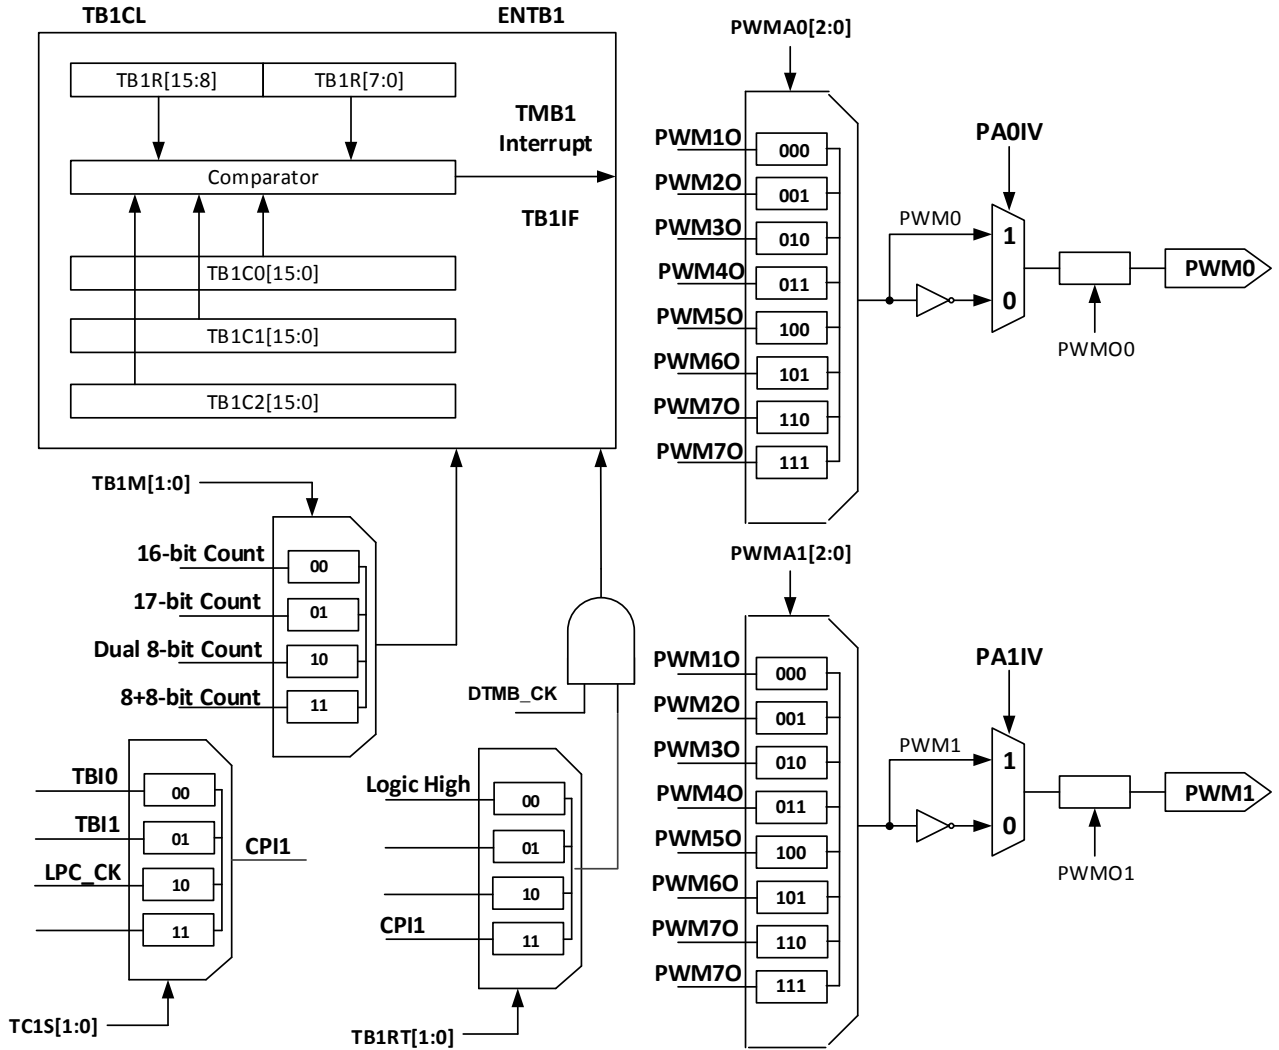 TB1CL
ENTB1
TB1R[15:8]
TB1R[7:0]
TMB1
Interrupt
Comparator
TB1IF
TB1C0[15:0]
TB1C1[15:0]
TB1C2[15:0]
TB1M[1:0]
16-bit Count
00
17-bit Count
01
Dual 8-bit Count
10
8+8-bit Count
11
DTMB_CK
TBI0
00
TBI1
01
LPC_CK
10
11
CPI1
TC1S[1:0]
Logic High
00
01
10
CPI1
11
TB1RT[1:0]
PWMA0[2:0]
PWM1O
000
PWM2O
001
PWM3O
010
PWM4O
011
PWM5O
100
PWM6O
101
PWM7O
110
PWM7O
111
PA0IV
PWM0
1
0
PWMO0
PWM0
PWMA1[2:0]
PWM1O
000
PWM2O
001
PWM3O
010
PWM4O
011
PWM5O
100
PWM6O
101
PWM7O
110
PWM7O
111
PA1IV
PWM1
1
0
PWMO1
PWM1